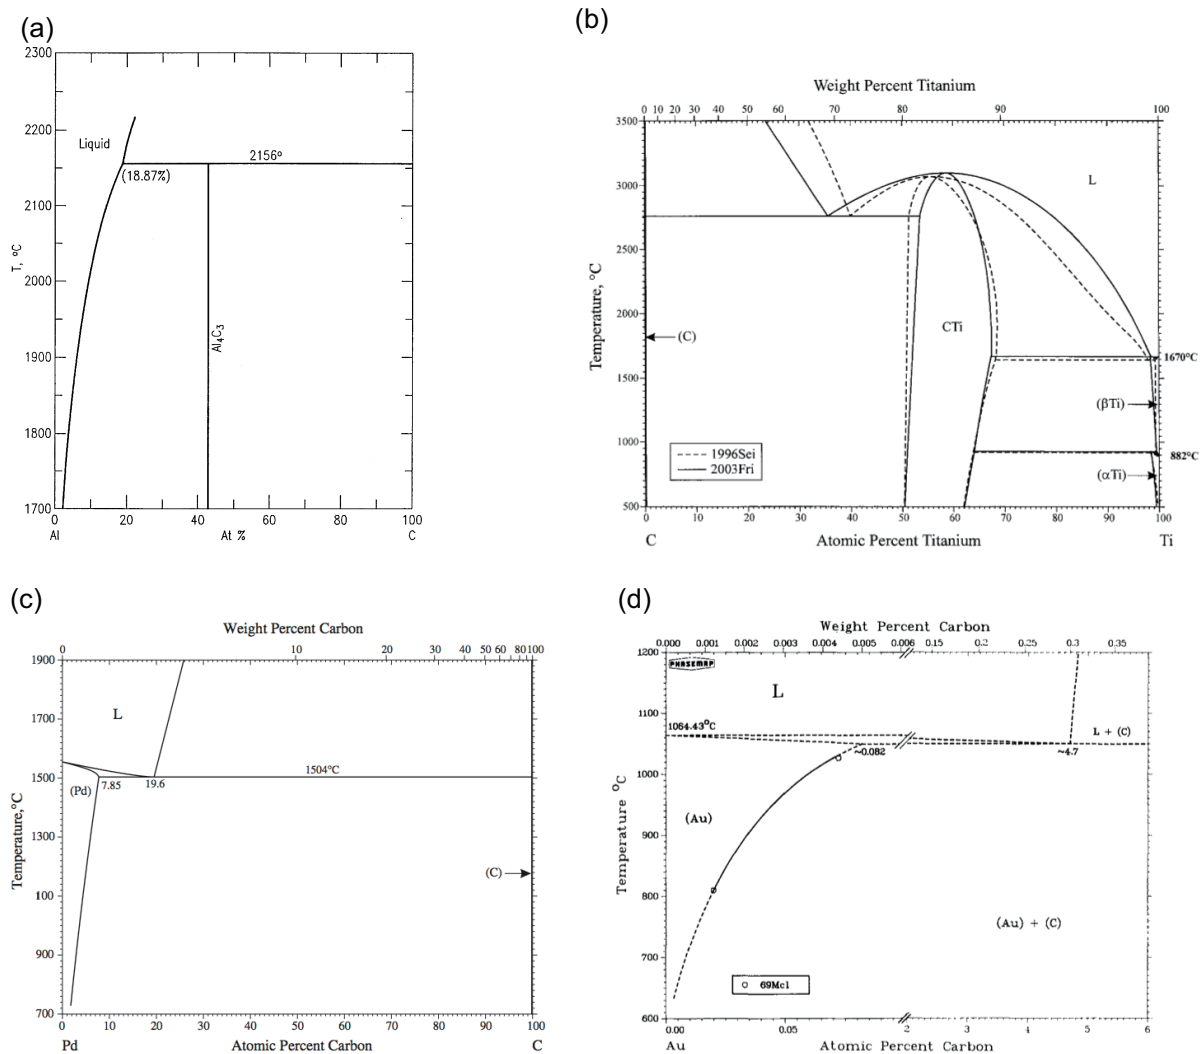 (a)
2300
2200
2100
2000
1900
1800
1700
T, °C
Liquid
2156°
(18.87%)
Al₄C₃
0 20 40 60 80 100
Al At % C
(b)
Weight Percent Titanium
0 10 20 30 40 50 60 70 80 90 100
3500
3000
2500
2000
1500
1000
500
Temperature, °C
L
(C)
CTi
1670°C
(βTi)
882°C
(αTi)
1996Sei
2003Fri
0 10 20 30 40 50 60 70 80 90 100
C Atomic Percent Titanium Ti
(c)
Weight Percent Carbon
0 10 20 30 40 50 60 80 100
1900
1700
1500
1300
100
900
700
Temperature,°C
L
1504°C
(Pd)
7.85
19.6
(C)
0 10 20 30 40 50 60 70 80 90 100
Pd Atomic Percent Carbon C
(d)
Weight Percent Carbon
0.000 0.001 0.002 0.003 0.004 0.005 0.006 0.15 0.2 0.25 0.3 0.35
PHASEMAP
1200
1100
1000
900
800
700
600
Temperature °C
L
1064.43°C
L + (C)
~0.082
~4.7
(Au)
(Au) + (C)
69Mcl
0.00 0.05 2 3 4 5 6
Au Atomic Percent Carbon C